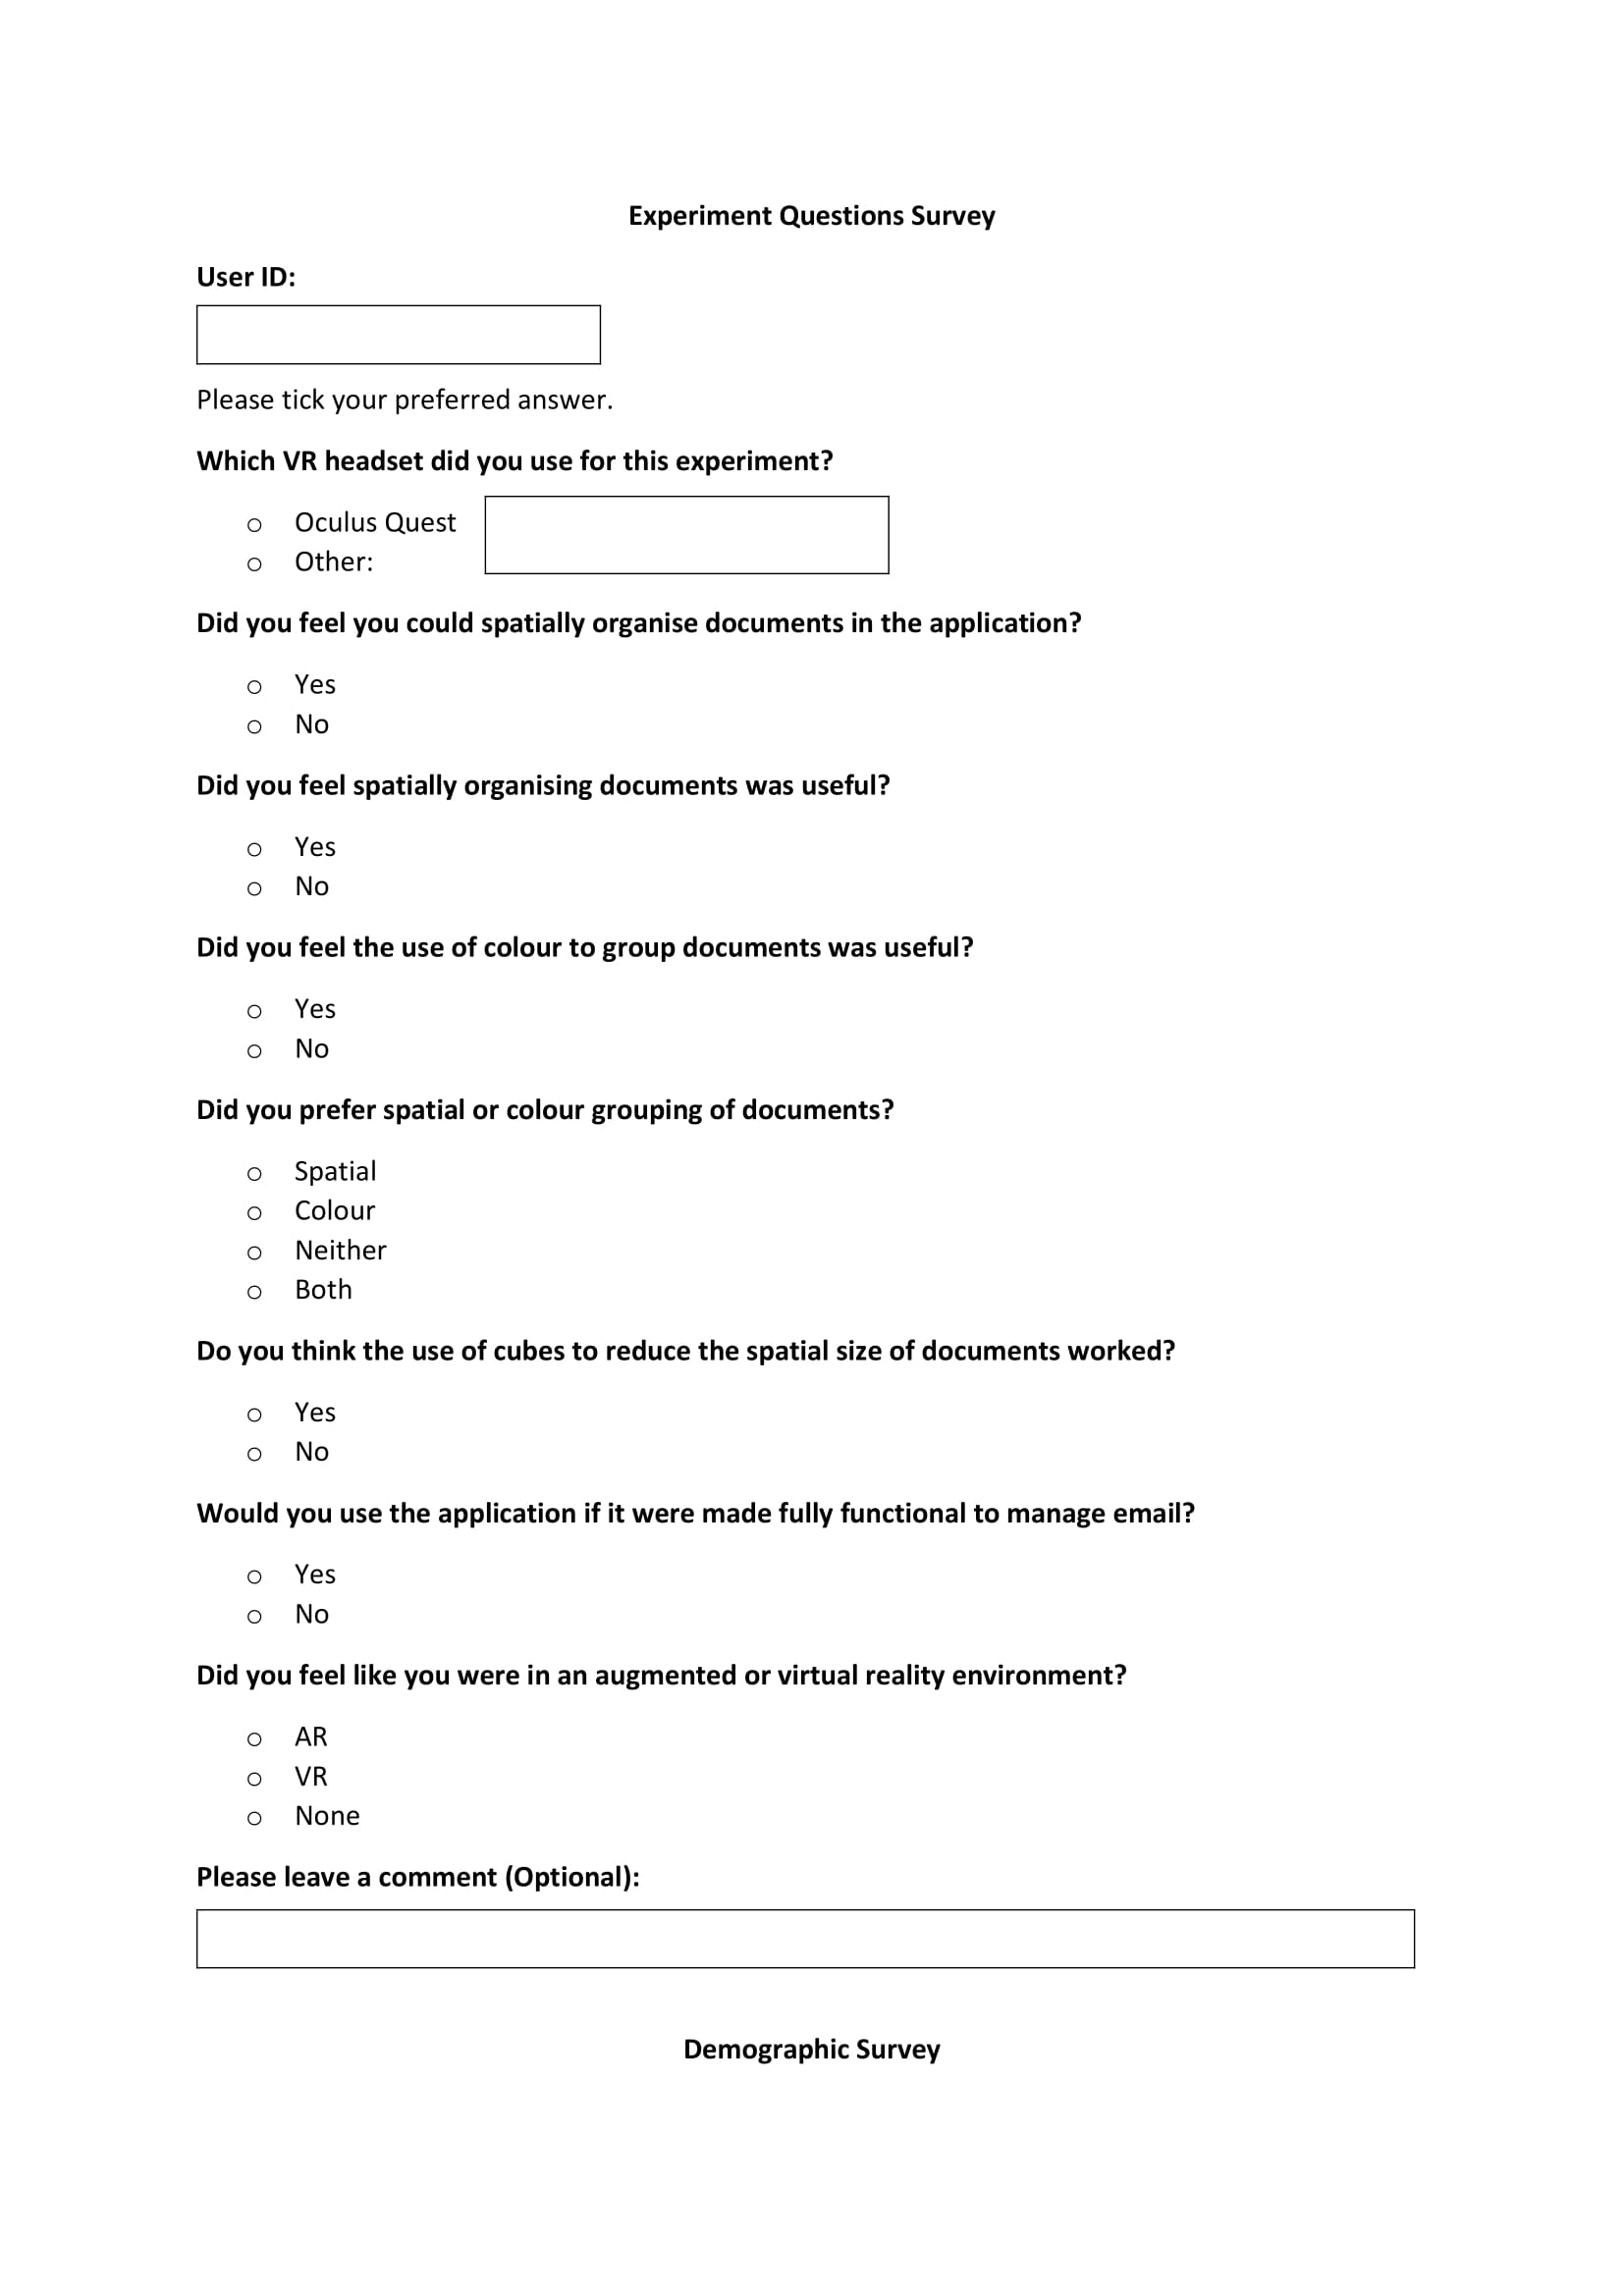 Experiment Questions Survey
User ID:
Please tick your preferred answer.
Which VR headset did you use for this experiment?
o Oculus Quest
o Other:
Did you feel you could spatially organise documents in the application?
o Yes
o No
Did you feel spatially organising documents was useful?
o Yes
o No
Did you feel the use of colour to group documents was useful?
o Yes
o No
Did you prefer spatial or colour grouping of documents?
o Spatial
o Colour
o Neither
o Both
Do you think the use of cubes to reduce the spatial size of documents worked?
o Yes
o No
Would you use the application if it were made fully functional to manage email?
o Yes
o No
Did you feel like you were in an augmented or virtual reality environment?
o AR
o VR
o None
Please leave a comment (Optional):
Demographic Survey